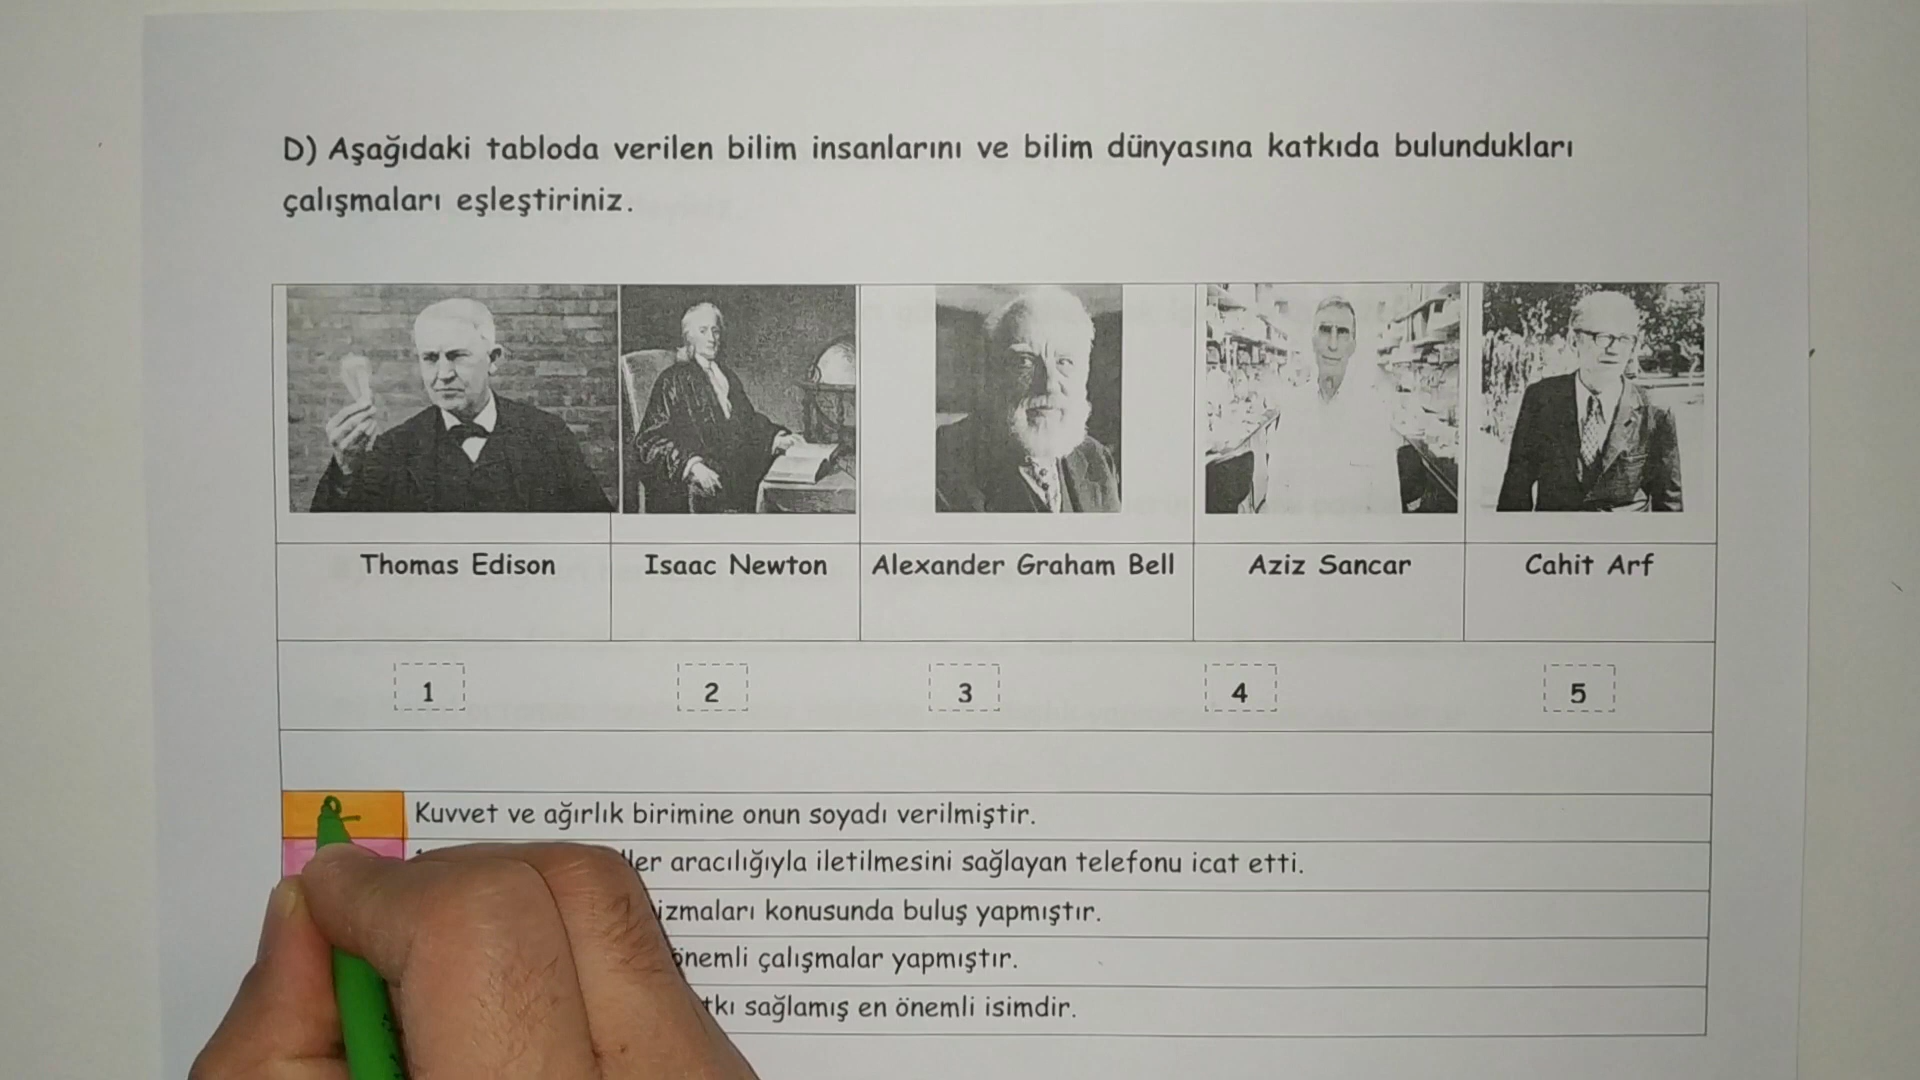 D) Aşağıdaki tabloda verilen bilim insanlarını ve bilim dünyasına katkıda bulundukları
çalışmaları eşleştiriniz.
Thomas Edison
Isaac Newton
Alexander Graham Bell
Aziz Sancar
Cahit Arf
1
2
3
4
5
Kuvvet ve ağırlık birimine onun soyadı verilmiştir.
aracılığıyla iletilmesini sağlayan telefonu icat etti.
konusunda buluş yapmıştır.
önemli çalışmalar yapmıştır.
sağlamış en önemli isimdir.